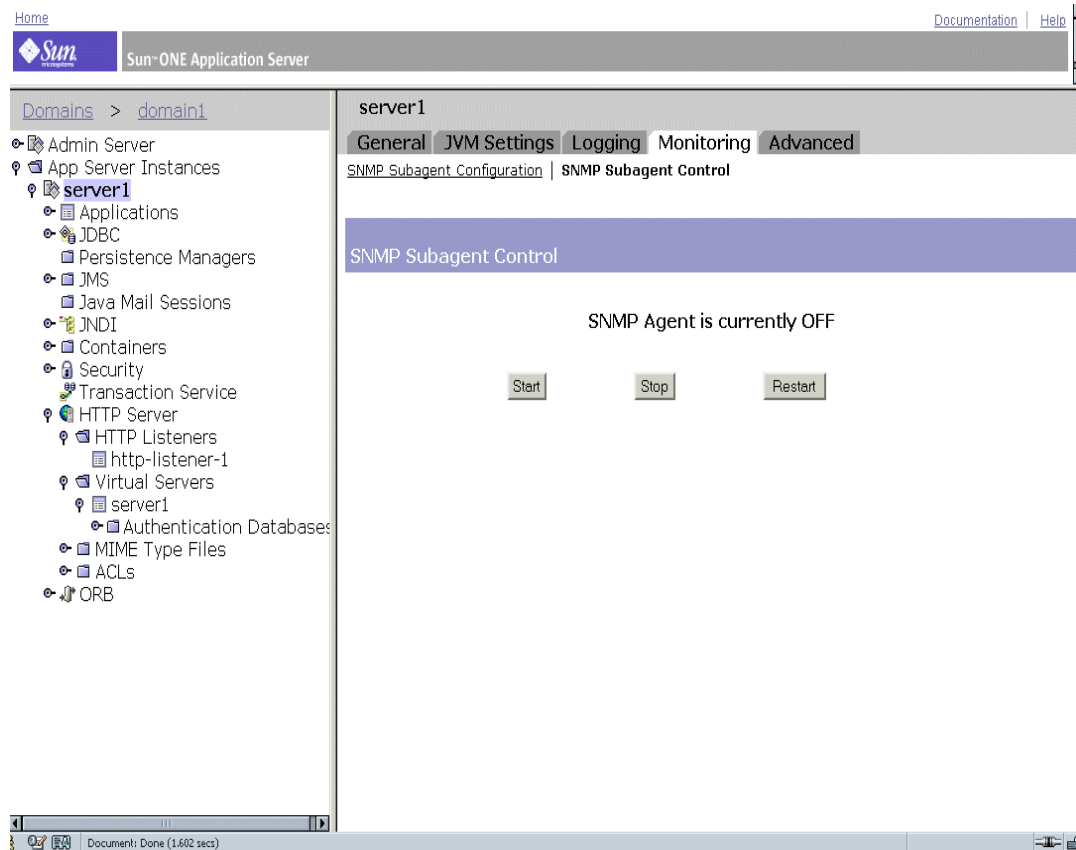 Home
Documentation | Help
Sun microsystems
Sun™ ONE Application Server
Domains > domain1
Admin Server
App Server Instances
server1
Applications
JDBC
Persistence Managers
JMS
Java Mail Sessions
JNDI
Containers
Security
Transaction Service
HTTP Server
HTTP Listeners
http-listener-1
Virtual Servers
server1
Authentication Databases
MIME Type Files
ACLs
ORB
server1
General JVM Settings Logging Monitoring Advanced
SNMP Subagent Configuration | SNMP Subagent Control
SNMP Subagent Control
SNMP Agent is currently OFF
Start Stop Restart
Document: Done (1.602 secs)